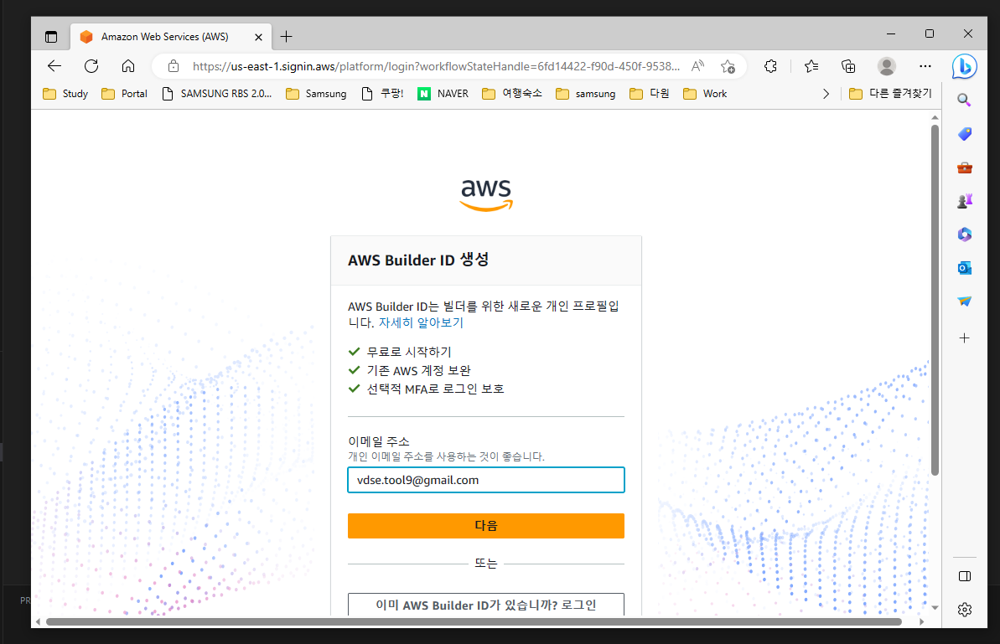 Amazon Web Services (AWS)
https://us-east-1.signin.aws/platform/login?workflowStateHandle=6fd14422-f90d-450f-9538...
Study
Portal
SAMSUNG RBS 2.0...
Samsung
쿠팡!
N NAVER
여행숙소
samsung
다원
Work
다른 즐겨찾기
aws
AWS Builder ID 생성
AWS Builder ID는 빌더를 위한 새로운 개인 프로필입
니다. 자세히 알아보기
무료로 시작하기
기존 AWS 계정 보완
선택적 MFA로 로그인 보호
이메일 주소
개인 이메일 주소를 사용하는 것이 좋습니다.
vdse.tool9@gmail.com
다음
또는
이미 AWS Builder ID가 있습니까? 로그인
PR